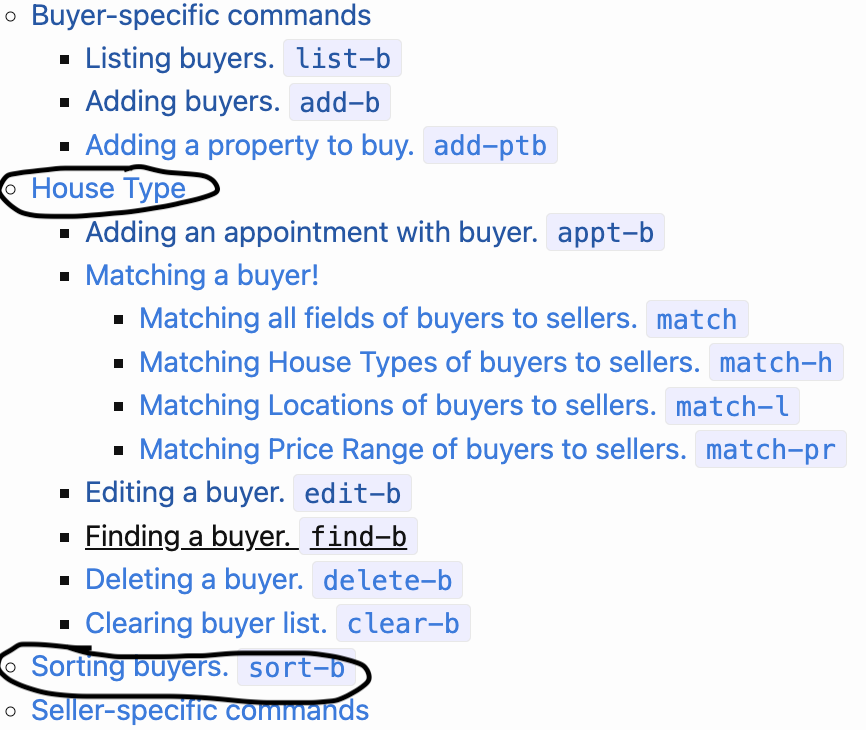 Buyer-specific commands
Listing buyers. list-b
Adding buyers. add-b
Adding a property to buy. add-ptb
House Type
Adding an appointment with buyer. appt-b
Matching a buyer!
Matching all fields of buyers to sellers. match
Matching House Types of buyers to sellers. match-h
Matching Locations of buyers to sellers. match-l
Matching Price Range of buyers to sellers. match-pr
Editing a buyer. edit-b
Finding a buyer. find-b
Deleting a buyer. delete-b
Clearing buyer list. clear-b
Sorting buyers. sort-b
Seller-specific commands